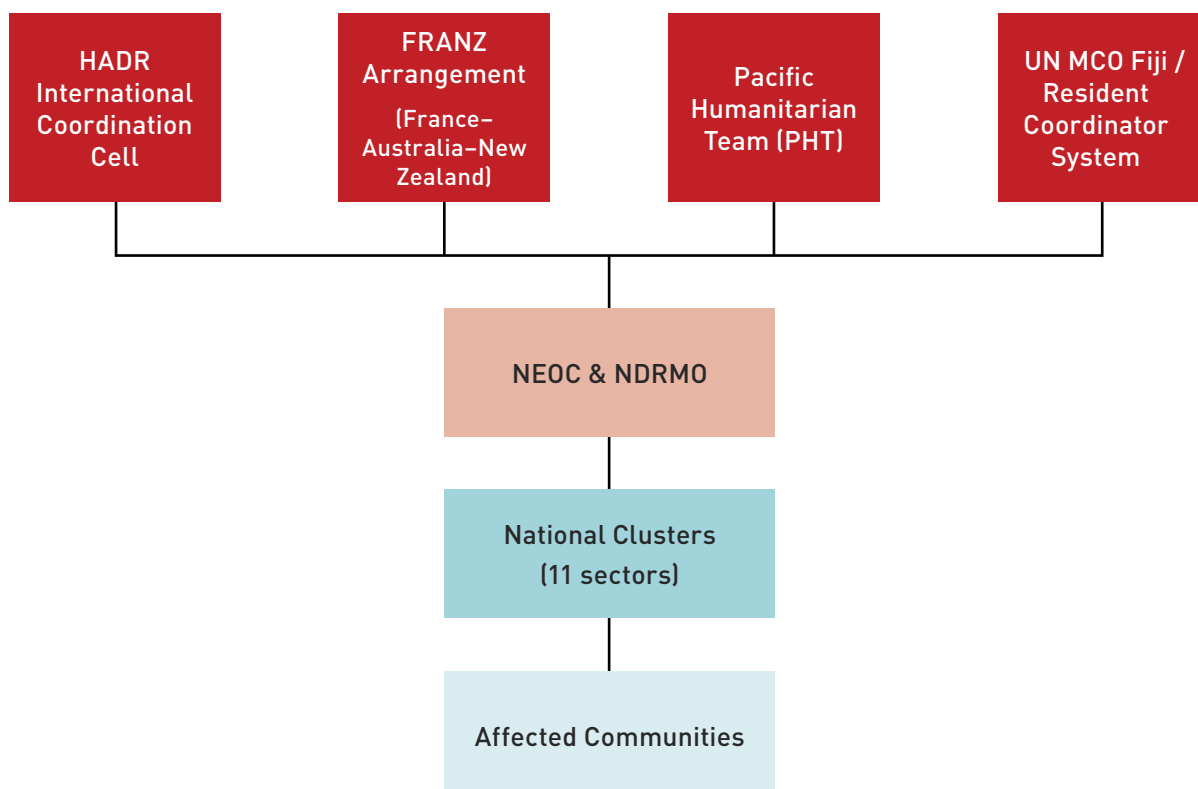 HADR
International
Coordination
Cell
FRANZ
Arrangement
(France–
Australia–New
Zealand)
Pacific
Humanitarian
Team (PHT)
UN MCO Fiji /
Resident
Coordinator
System
NEOC & NDRMO
National Clusters
(11 sectors)
Affected Communities